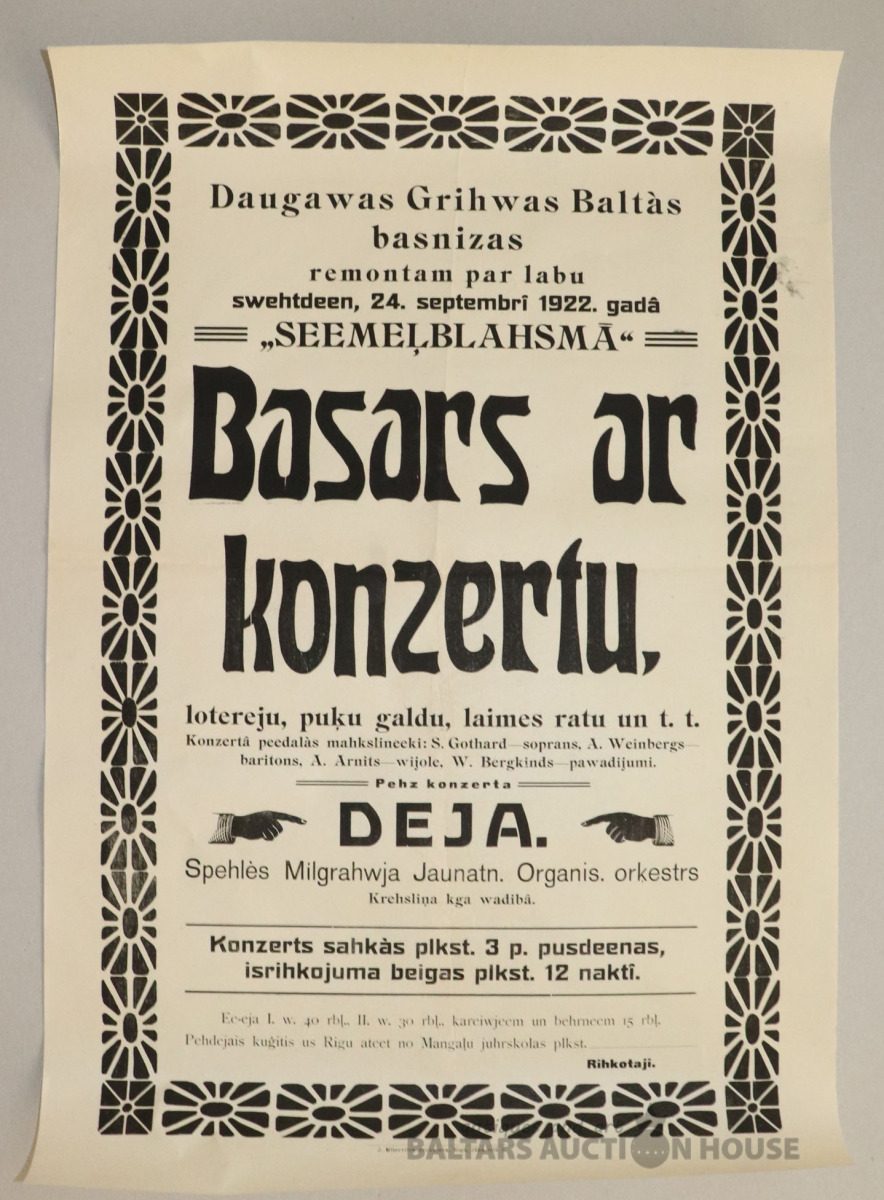 Daugawas Grihwas Baltàs
basnizas
remontam par labu
swehtdeen, 24. septembrî 1922. gadâ
„SEEMEĻBLAHSMĀ“
Basars ar
konzertu,
lotereju, puķu galdu, laimes ratu un t. t.
Konzertâ peedalàs mahkslineeki: S. Gothard—soprans, A. Weinbergs—
baritons, A. Arnits—wijole, W. Bergkinds—pawadijumi.
Pehz konzerta
DEJA.
Spehlès Milgrahwja Jaunatn. Organis. orkestrs
Krehsliņa kga wadibâ.
Konzerts sahkàs plkst. 3 p. pusdeenas,
isrihkojuma beigas plkst. 12 naktî.
Ee-eja I. w. 40 rbļ., II. w. 30 rbļ., kareiwjeem un behrneem 15 rbļ.
Pehdejais kuģitis us Rigu ateet no Mangaļu juhrskolas plkst.
Rihkotaji.
BALTARS AUCTION HOUSE